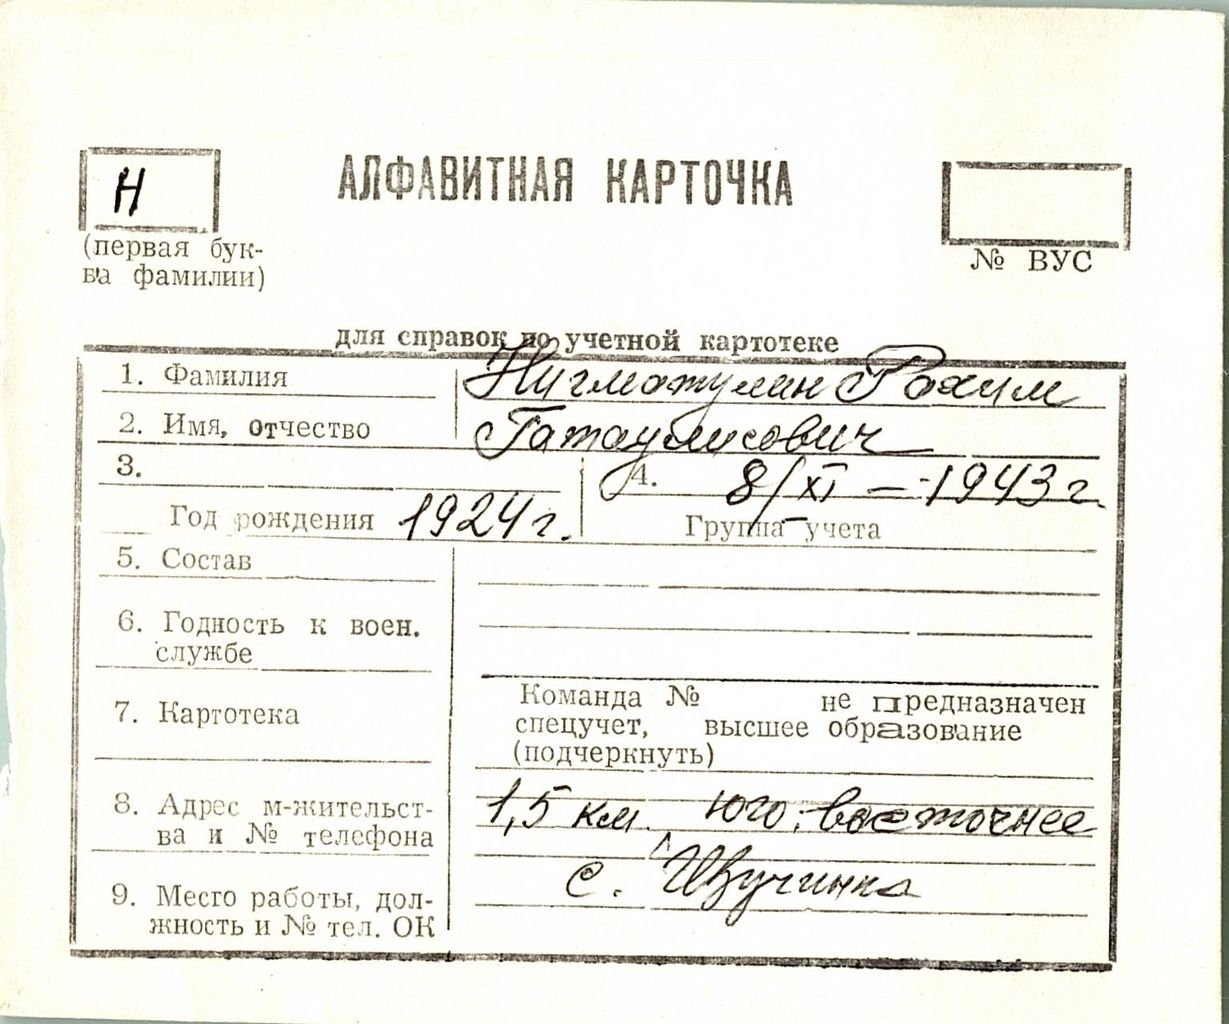 Н
АЛФАВИТНАЯ КАРТОЧКА
(первая бук-
ва фамилии)
№ ВУС
для справок по учетной картотеке
1. Фамилия Нигматулин Рахим
2. Имя, отчество
3. 4. 8/XI – 1943 г.
Год рождения 1924 г. Группа учета
5. Состав
6. Годность к воен.
службе
7. Картотека
Команда № не предназначен
спецучет, высшее образование
(подчеркнуть)
8. Адрес м-жительст-
ва и № телефона
1,5 км. юго-восточнее
с. Щучинка
9. Место работы, дол-
жность и № тел. ОК